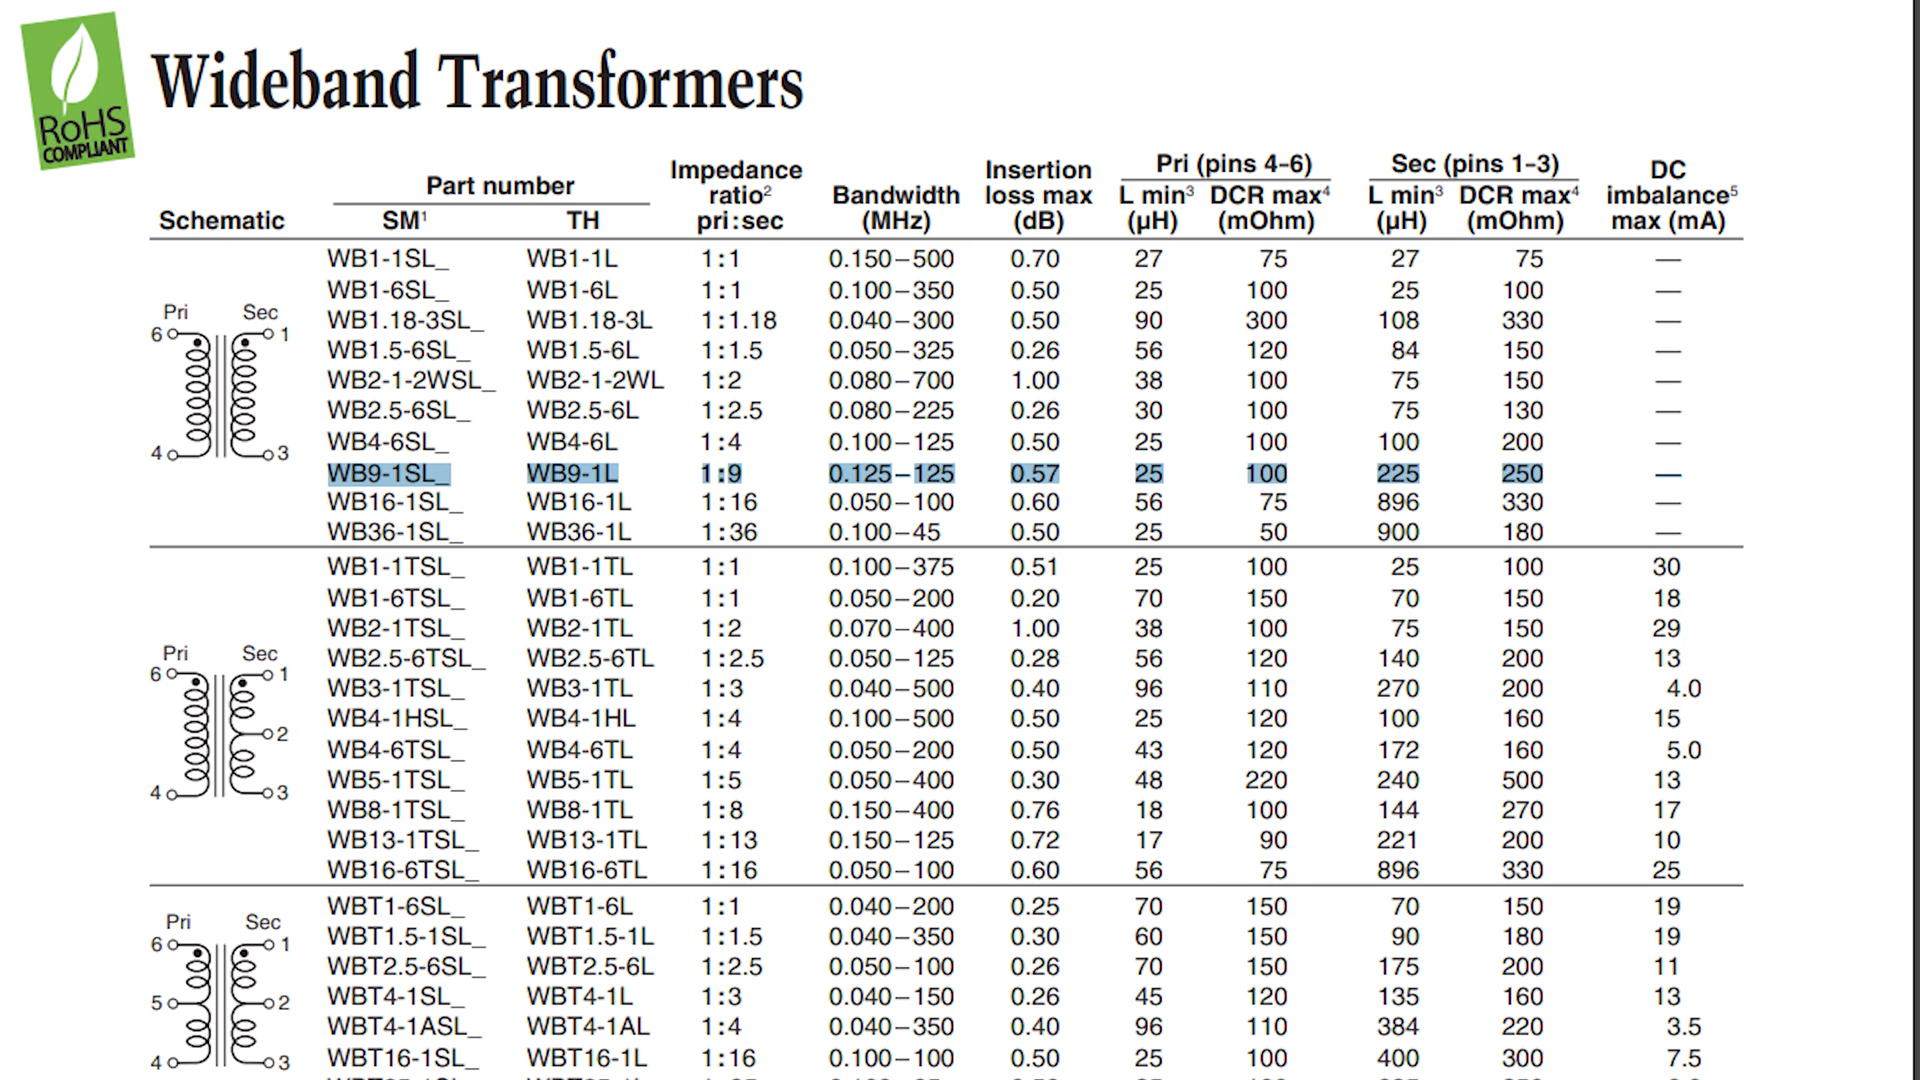 RoHS
COMPLIANT
Wideband Transformers
Schematic
Part number
SM¹ TH
Impedance
ratio²
pri:sec
Bandwidth
(MHz)
Insertion
loss max
(dB)
Pri (pins 4–6)
L min³ DCR max⁴
(µH) (mOhm)
Sec (pins 1–3)
L min³ DCR max⁴
(µH) (mOhm)
DC
imbalance⁵
max (mA)
Pri Sec
6 1
4 3
WB1-1SL_ WB1-1L 1:1 0.150–500 0.70 27 75 27 75 —
WB1-6SL_ WB1-6L 1:1 0.100–350 0.50 25 100 25 100 —
WB1.18-3SL_ WB1.18-3L 1:1.18 0.040–300 0.50 90 300 108 330 —
WB1.5-6SL_ WB1.5-6L 1:1.5 0.050–325 0.26 56 120 84 150 —
WB2-1-2WSL_ WB2-1-2WL 1:2 0.080–700 1.00 38 100 75 150 —
WB2.5-6SL_ WB2.5-6L 1:2.5 0.080–225 0.26 30 100 75 130 —
WB4-6SL_ WB4-6L 1:4 0.100–125 0.50 25 100 100 200 —
WB9-1SL_ WB9-1L 1:9 0.125–125 0.57 25 100 225 250 —
WB16-1SL_ WB16-1L 1:16 0.050–100 0.60 56 75 896 330 —
WB36-1SL_ WB36-1L 1:36 0.100–45 0.50 25 50 900 180 —
Pri Sec
6 1
2
4 3
WB1-1TSL_ WB1-1TL 1:1 0.100–375 0.51 25 100 25 100 30
WB1-6TSL_ WB1-6TL 1:1 0.050–200 0.20 70 150 70 150 18
WB2-1TSL_ WB2-1TL 1:2 0.070–400 1.00 38 100 75 150 29
WB2.5-6TSL_ WB2.5-6TL 1:2.5 0.050–125 0.28 56 120 140 200 13
WB3-1TSL_ WB3-1TL 1:3 0.040–500 0.40 96 110 270 200 4.0
WB4-1HSL_ WB4-1HL 1:4 0.100–500 0.50 25 120 100 160 15
WB4-6TSL_ WB4-6TL 1:4 0.050–200 0.50 43 120 172 160 5.0
WB5-1TSL_ WB5-1TL 1:5 0.050–400 0.30 48 220 240 500 13
WB8-1TSL_ WB8-1TL 1:8 0.150–400 0.76 18 100 144 270 17
WB13-1TSL_ WB13-1TL 1:13 0.150–125 0.72 17 90 221 200 10
WB16-6TSL_ WB16-6TL 1:16 0.050–100 0.60 56 75 896 330 25
Pri Sec
6 1
5 2
4 3
WBT1-6SL_ WBT1-6L 1:1 0.040–200 0.25 70 150 70 150 19
WBT1.5-1SL_ WBT1.5-1L 1:1.5 0.040–350 0.30 60 150 90 180 19
WBT2.5-6SL_ WBT2.5-6L 1:2.5 0.050–100 0.26 70 150 175 200 11
WBT4-1SL_ WBT4-1L 1:3 0.040–150 0.26 45 120 135 160 13
WBT4-1ASL_ WBT4-1AL 1:4 0.040–350 0.40 96 110 384 220 3.5
WBT16-1SL_ WBT16-1L 1:16 0.100–100 0.50 25 100 400 300 7.5